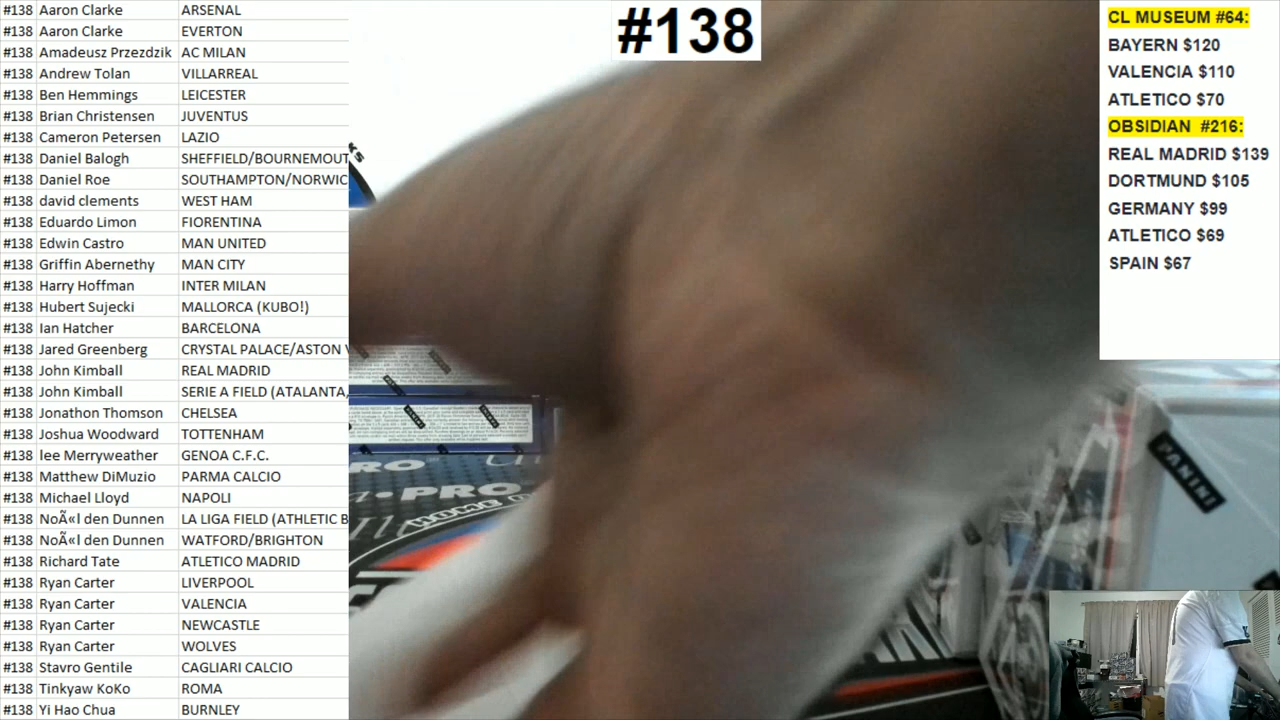 #138 Aaron Clarke ARSENAL
#138 Aaron Clarke EVERTON
#138 Amadeusz Przedzdzik AC MILAN
#138 Andrew Tolan VILLARREAL
#138 Ben Hemmings LEICESTER
#138 Brian Christensen JUVENTUS
#138 Cameron Petersen LAZIO
#138 Daniel Balogh SHEFFIELD/BOURNEMOUT
#138 Daniel Roe SOUTHAMPTON/NORWIC
#138 david clements WEST HAM
#138 Eduardo Limon FIORENTINA
#138 Edwin Castro MAN UNITED
#138 Griffin Abernethy MAN CITY
#138 Harry Hoffman INTER MILAN
#138 Hubert Sujecki MALLORCA (KUBO!)
#138 Ian Hatcher BARCELONA
#138 Jared Greenberg CRYSTAL PALACE/ASTON V
#138 John Kimball REAL MADRID
#138 John Kimball SERIE A FIELD (ATALANTA,
#138 Jonathon Thomson CHELSEA
#138 Joshua Woodward TOTTENHAM
#138 lee Merryweather GENOA C.F.C.
#138 Matthew DiMuzio PARMA CALCIO
#138 Michael Lloyd NAPOLI
#138 NoÃ«l den Dunnen LA LIGA FIELD (ATHLETIC B
#138 NoÃ«l den Dunnen WATFORD/BRIGHTON
#138 Richard Tate ATLETICO MADRID
#138 Ryan Carter LIVERPOOL
#138 Ryan Carter VALENCIA
#138 Ryan Carter NEWCASTLE
#138 Ryan Carter WOLVES
#138 Stavro Gentile CAGLIARI CALCIO
#138 Tinkyaw KoKo ROMA
#138 Yi Hao Chua BURNLEY
#138
CL MUSEUM #64:
BAYERN $120
VALENCIA $110
ATLETICO $70
OBSIDIAN #216:
REAL MADRID $139
DORTMUND $105
GERMANY $99
ATLETICO $69
SPAIN $67
PANINI
PRO
PRO